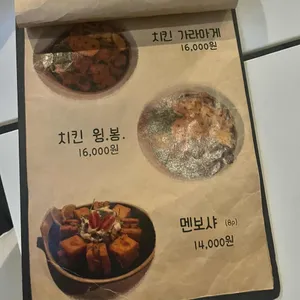 치킨 가라아게
16,000원
치킨 윙.봉.
16,000원
멘보샤 (8p)
14,000원